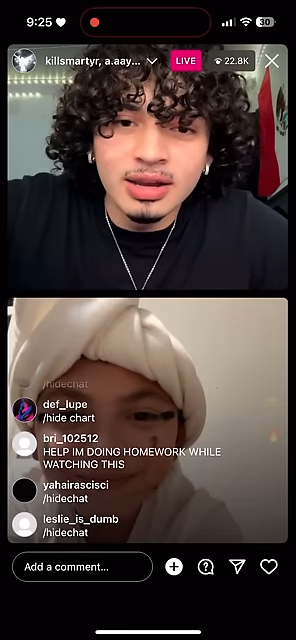 9:25
30
killsmartyr, a.aay...
LIVE
22.8K
/hidechat
def_lupe
/hide chart
bri_102512
HELP IM DOING HOMEWORK WHILE
WATCHING THIS
yahairascisci
/hidechat
leslie_is_dumb
/hidechat
Add a comment...